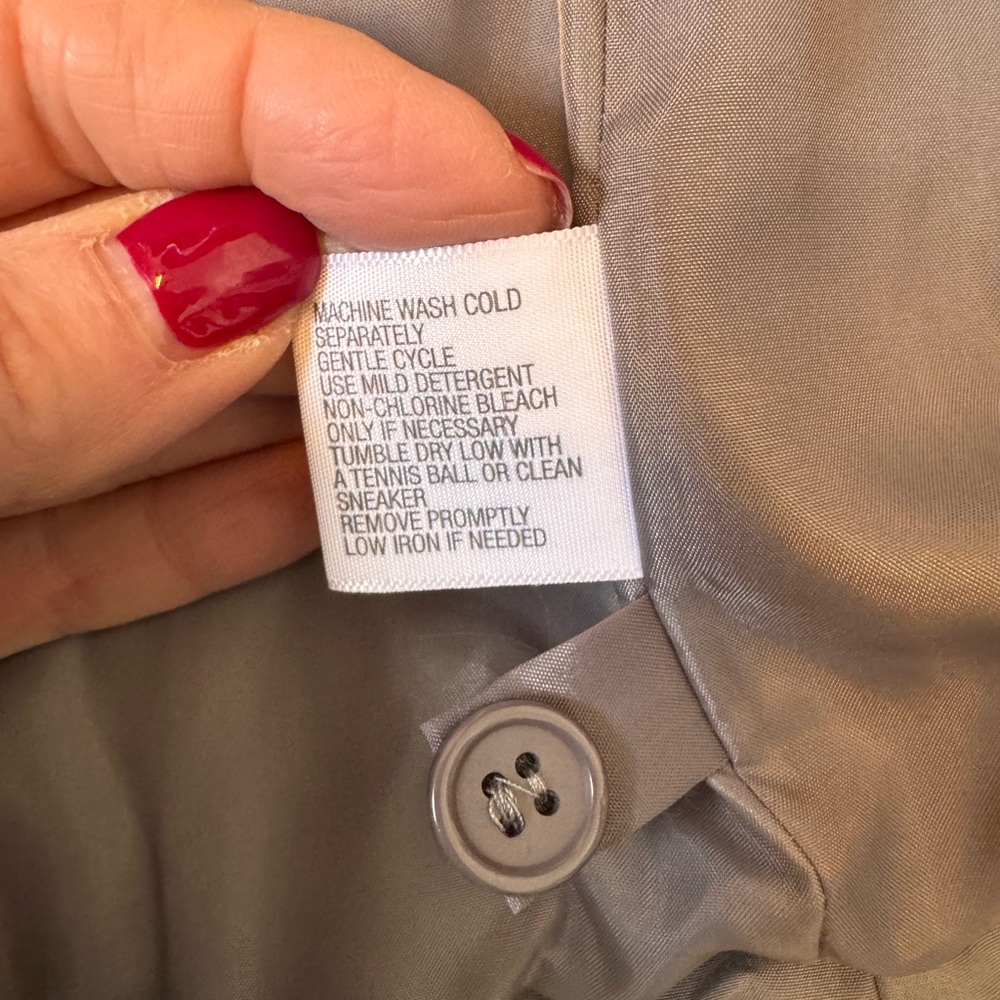 MACHINE WASH COLD
SEPARATELY
GENTLE CYCLE
USE MILD DETERGENT
NON-CHLORINE BLEACH
ONLY IF NECESSARY
TUMBLE DRY LOW WITH
A TENNIS BALL OR CLEAN
SNEAKER
REMOVE PROMPTLY
LOW IRON IF NEEDED